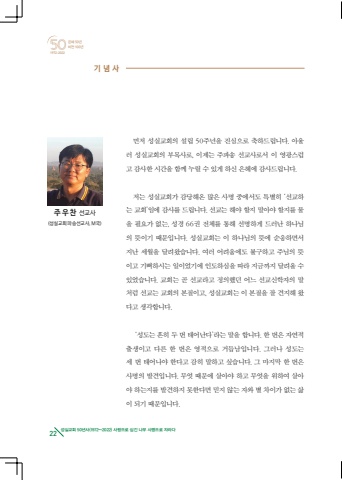 50
기 념 사
먼저 성실교회의 설립 50주년을 진심으로 축하드립니다. 아울
러 성실교회의 부목사로, 이제는 주파송 선교사로서 이 영광스럽
고 감사한 시간을 함께 누릴 수 있게 하신 은혜에 감사드립니다.
주우찬 선교사
(성실교회 파송선교사, M국)
저는 성실교회가 감당해온 많은 사명 중에서도 특별히 ‘선교하
는 교회’임에 감사를 드립니다. 선교는 해야 할지 말아야 할지를 물
을 필요가 없는, 성경 66권 전체를 통해 선명하게 드러난 하나님
의 뜻이기 때문입니다. 성실교회는 이 하나님의 뜻에 순종하면서
지난 세월을 달려왔습니다. 여러 어려움에도 불구하고 주님의 뜻
이고 기뻐하시는 일이었기에 인도하심을 따라 지금까지 달려올 수
있었습니다. 교회는 곧 선교라고 정의했던 어느 선교신학자의 말
처럼 선교는 교회의 본질이고, 성실교회는 이 본질을 잘 견지해 왔
다고 생각합니다.
‘성도는 흔히 두 번 태어난다’라는 말을 합니다. 한 번은 자연적
출생이고 다른 한 번은 영적으로 거듭남입니다. 그러나 성도는
세 번 태어나야 한다고 감히 말하고 싶습니다. 그 마지막 한 번은
사명의 발견입니다. 무엇 때문에 살아야 하고 무엇을 위하여 살아
야 하는지를 발견하지 못한다면 믿지 않는 자와 별 차이가 없는 삶
이 되기 때문입니다.
22 성실교회 50년사(1972~2022) 사랑으로 심긴 나무 사명으로 피우다